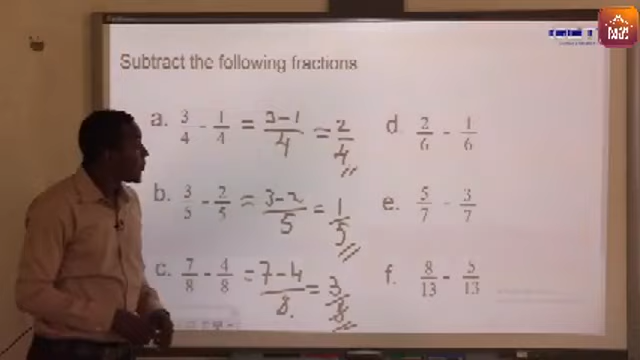 Subtract the following fractions
a. 3/4 - 1/4 = 3-1/4 = 2/4
b. 3/5 - 2/5 = 3-2/5 = 1/5
c. 7/8 - 4/8 = 7-4/8 = 3/8
d. 2/6 - 1/6
e. 5/7 - 3/7
f. 8/13 - 5/13